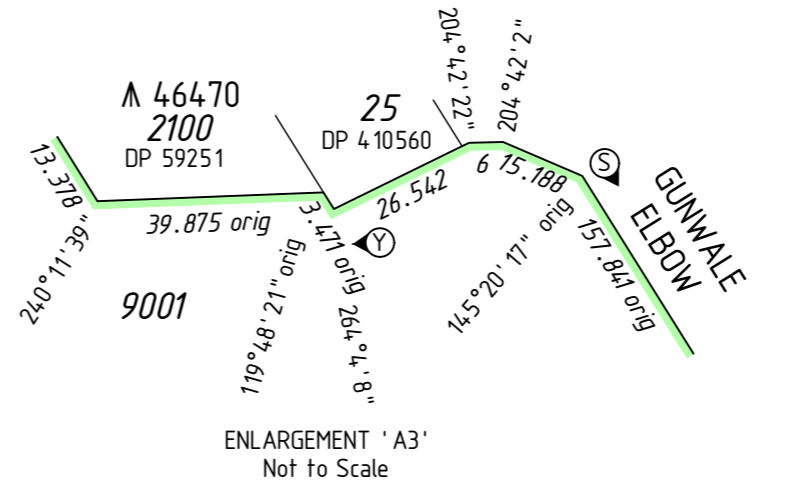 204°42'22"
204°42'2"
⩚ 46470
2100
DP 59251
25
DP 410560
13.378
39.875 orig
3.471 orig
26.542
6
15.188
S
GUNWALE
ELBOW
157.841 orig
Y
240°11'39"
9001
119°48'21" orig
264°4'8"
145°20'17" orig
ENLARGEMENT 'A3'
Not to Scale